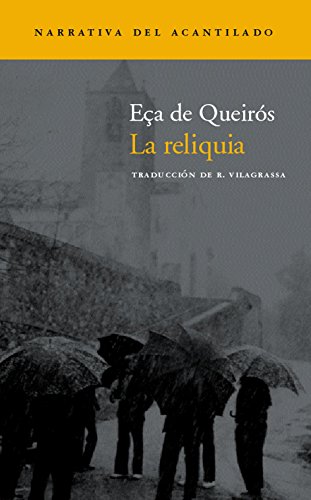 NARRATIVA DEL ACANTILADO
Eça de Queirós
La reliquia
TRADUCCIÓN DE R. VILAGRASSA